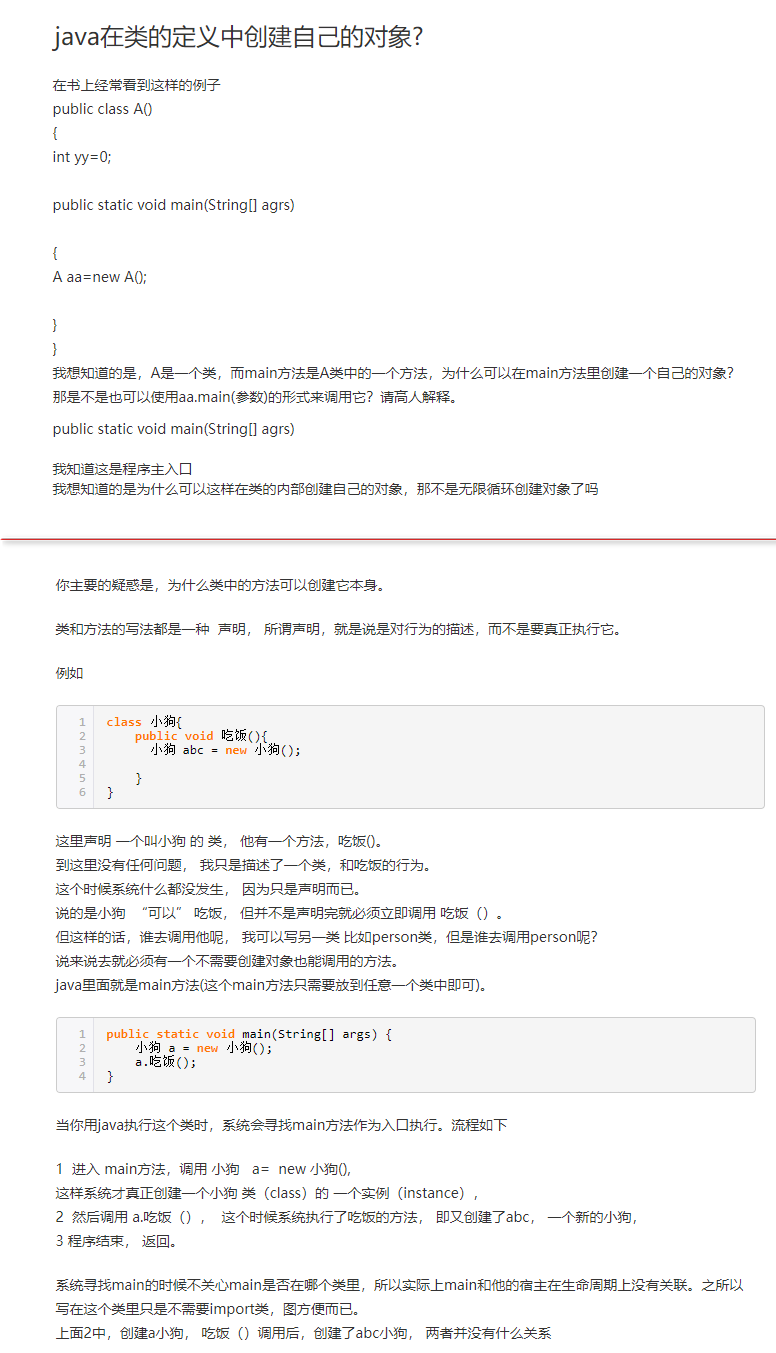 java在类的定义中创建自己的对象?
在书上经常看到这样的例子
public class A()
{
int yy=0;
public static void main(String[] agrs)
{
A aa=new A();
}
}
我想知道的是，A是一个类，而main方法是A类中的一个方法，为什么可以在main方法里创建一个自己的对象？
那是不是也可以使用aa.main(参数)的形式来调用它？请高人解释。
public static void main(String[] agrs)
我知道这是程序主入口
我想知道的是为什么可以这样在类的内部创建自己的对象，那不是无限循环创建对象了吗
你主要的疑惑是，为什么类中的方法可以创建它本身。
类和方法的写法都是一种 声明， 所谓声明，就是说是对行为的描述，而不是要真正执行它。
例如
1 class 小狗{
2 public void 吃饭(){
3 小狗 abc = new 小狗();
4
5 }
6 }
这里声明 一个叫小狗 的 类， 他有一个方法，吃饭()。
到这里没有任何问题， 我只是描述了一个类，和吃饭的行为。
这个时候系统什么都没发生， 因为只是声明而已。
说的是小狗 “可以” 吃饭， 但并不是声明完就必须立即调用 吃饭（）。
但这样的话，谁去调用他呢， 我可以写另一类 比如person类，但是谁去调用person呢？
说来说去就必须有一个不需要创建对象也能调用的方法。
java里面就是main方法(这个main方法只需要放到任意一个类中即可)。
1 public static void main(String[] args) {
2 小狗 a = new 小狗();
3 a.吃饭();
4 }
当你用java执行这个类时，系统会寻找main方法作为入口执行。流程如下
1 进入 main方法，调用 小狗 a= new 小狗(),
这样系统才真正创建一个小狗 类（class）的 一个实例（instance），
2 然后调用 a.吃饭（）， 这个时候系统执行了吃饭的方法， 即又创建了abc， 一个新的小狗，
3 程序结束， 返回。
系统寻找main的时候不关心main是否在哪个类里，所以实际上main和他的宿主在生命周期上没有关联。之所以
写在这个类里只是不需要import类，图方便而已。
上面2中，创建a小狗， 吃饭（）调用后，创建了abc小狗， 两者并没有什么关系